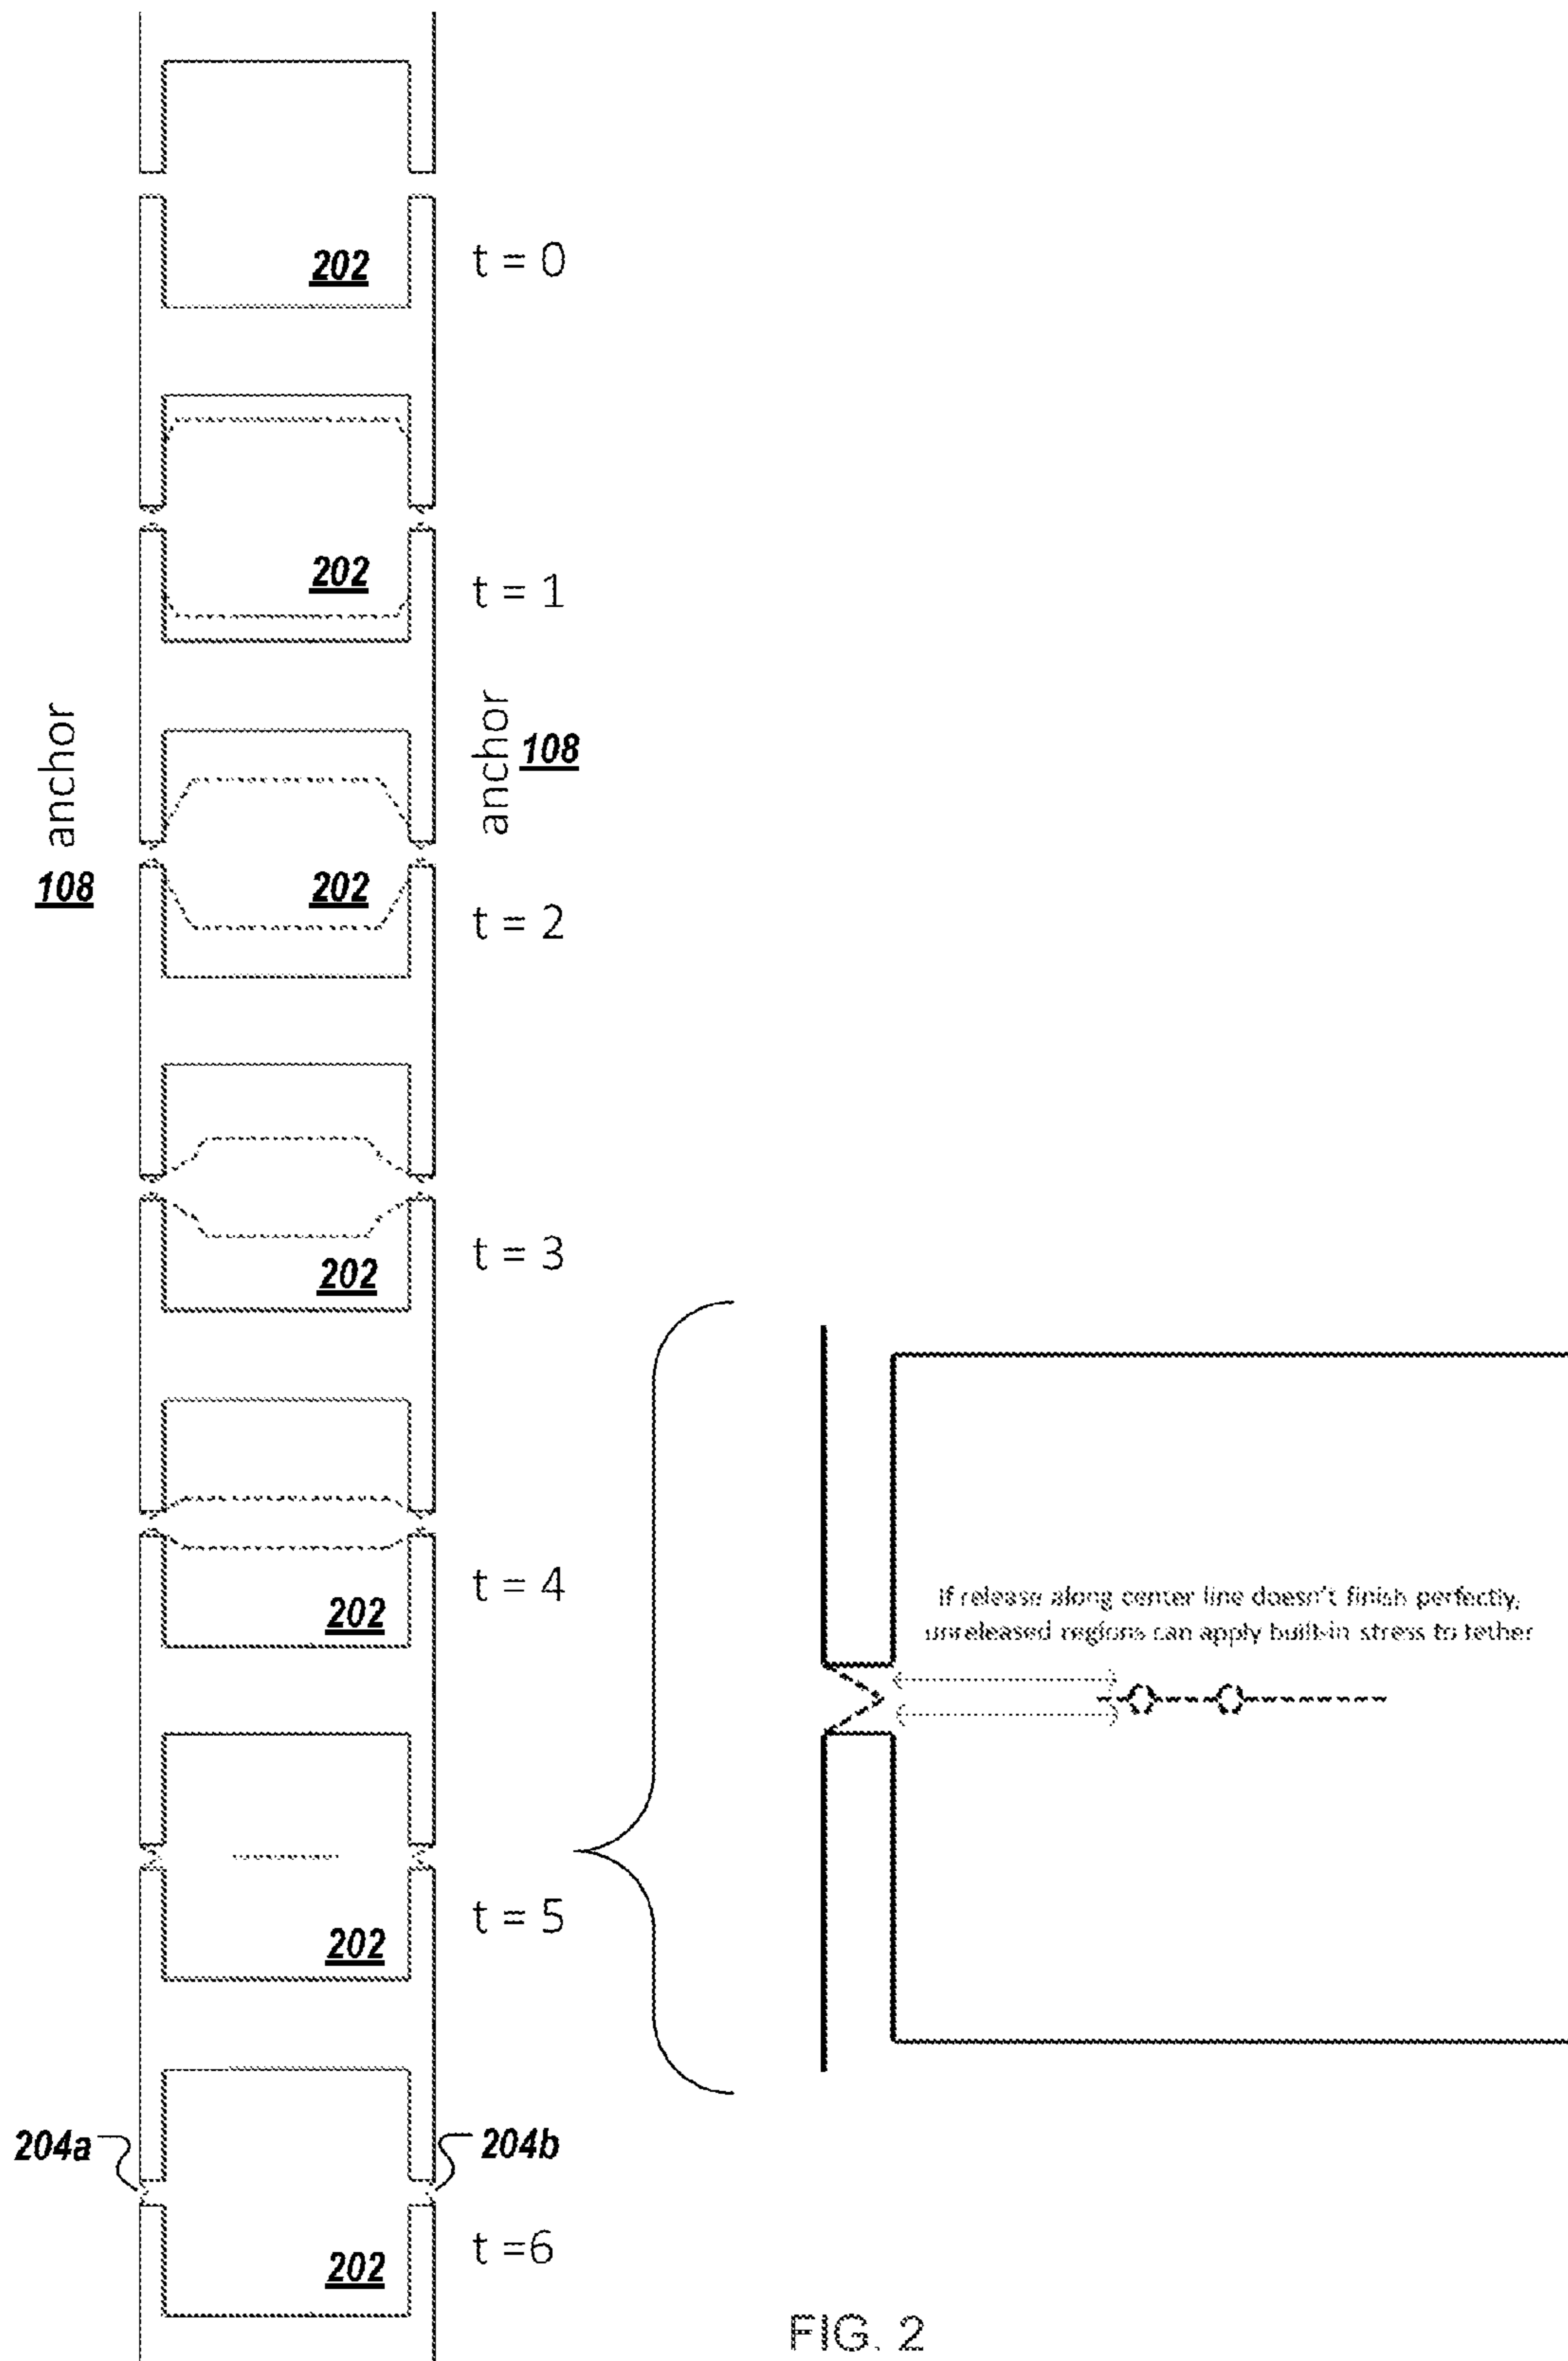 202
t = 0
202
t = 1
anchor
108
anchor
108
202
t = 2
202
t = 3
202
t = 4
If release along center line doesn't finish perfectly,
unreleased regions can apply built-in stress to tether
202
t = 5
204a
204b
202
t =6
FIG. 2